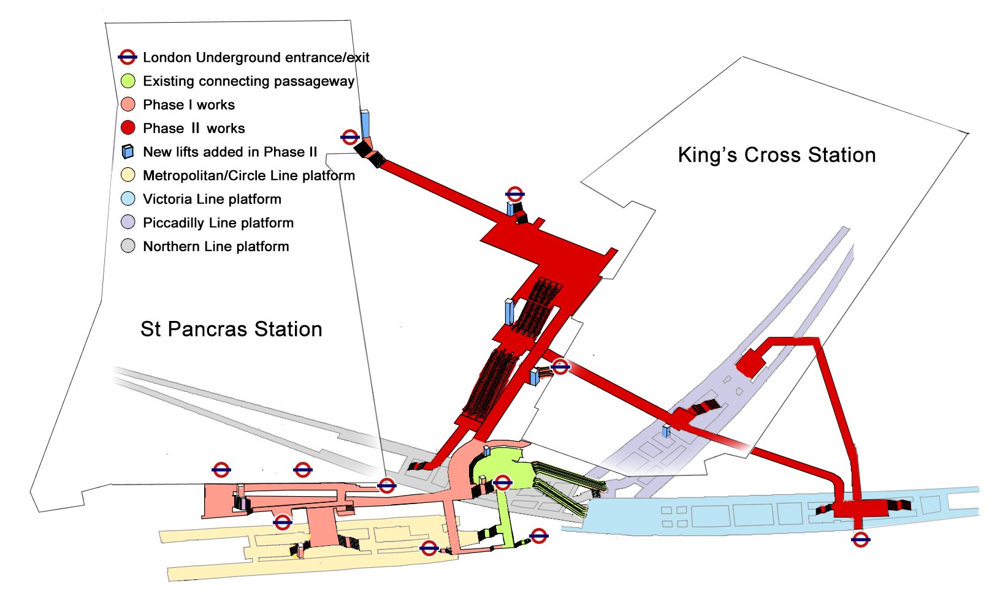 London Underground entrance/exit
Existing connecting passageway
Phase I works
Phase II works
New lifts added in Phase II
Metropolitan/Circle Line platform
Victoria Line platform
Piccadilly Line platform
Northern Line platform
King's Cross Station
St Pancras Station